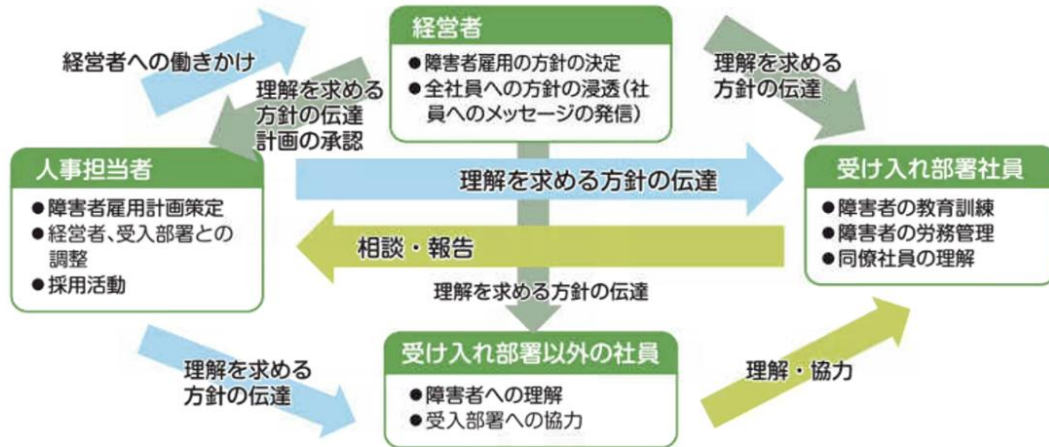 経営者
●障害者雇用の方針の決定
●全社員への方針の浸透(社
員へのメッセージの発信)
経営者への働きかけ
理解を求める
方針の伝達
計画の承認
理解を求める
方針の伝達
人事担当者
●障害者雇用計画策定
●経営者、受入部署との
調整
●採用活動
理解を求める方針の伝達
相談・報告
理解を求める方針の伝達
受け入れ部署社員
●障害者の教育訓練
●障害者の労務管理
●同僚社員の理解
理解を求める
方針の伝達
受け入れ部署以外の社員
●障害者への理解
●受入部署への協力
理解・協力